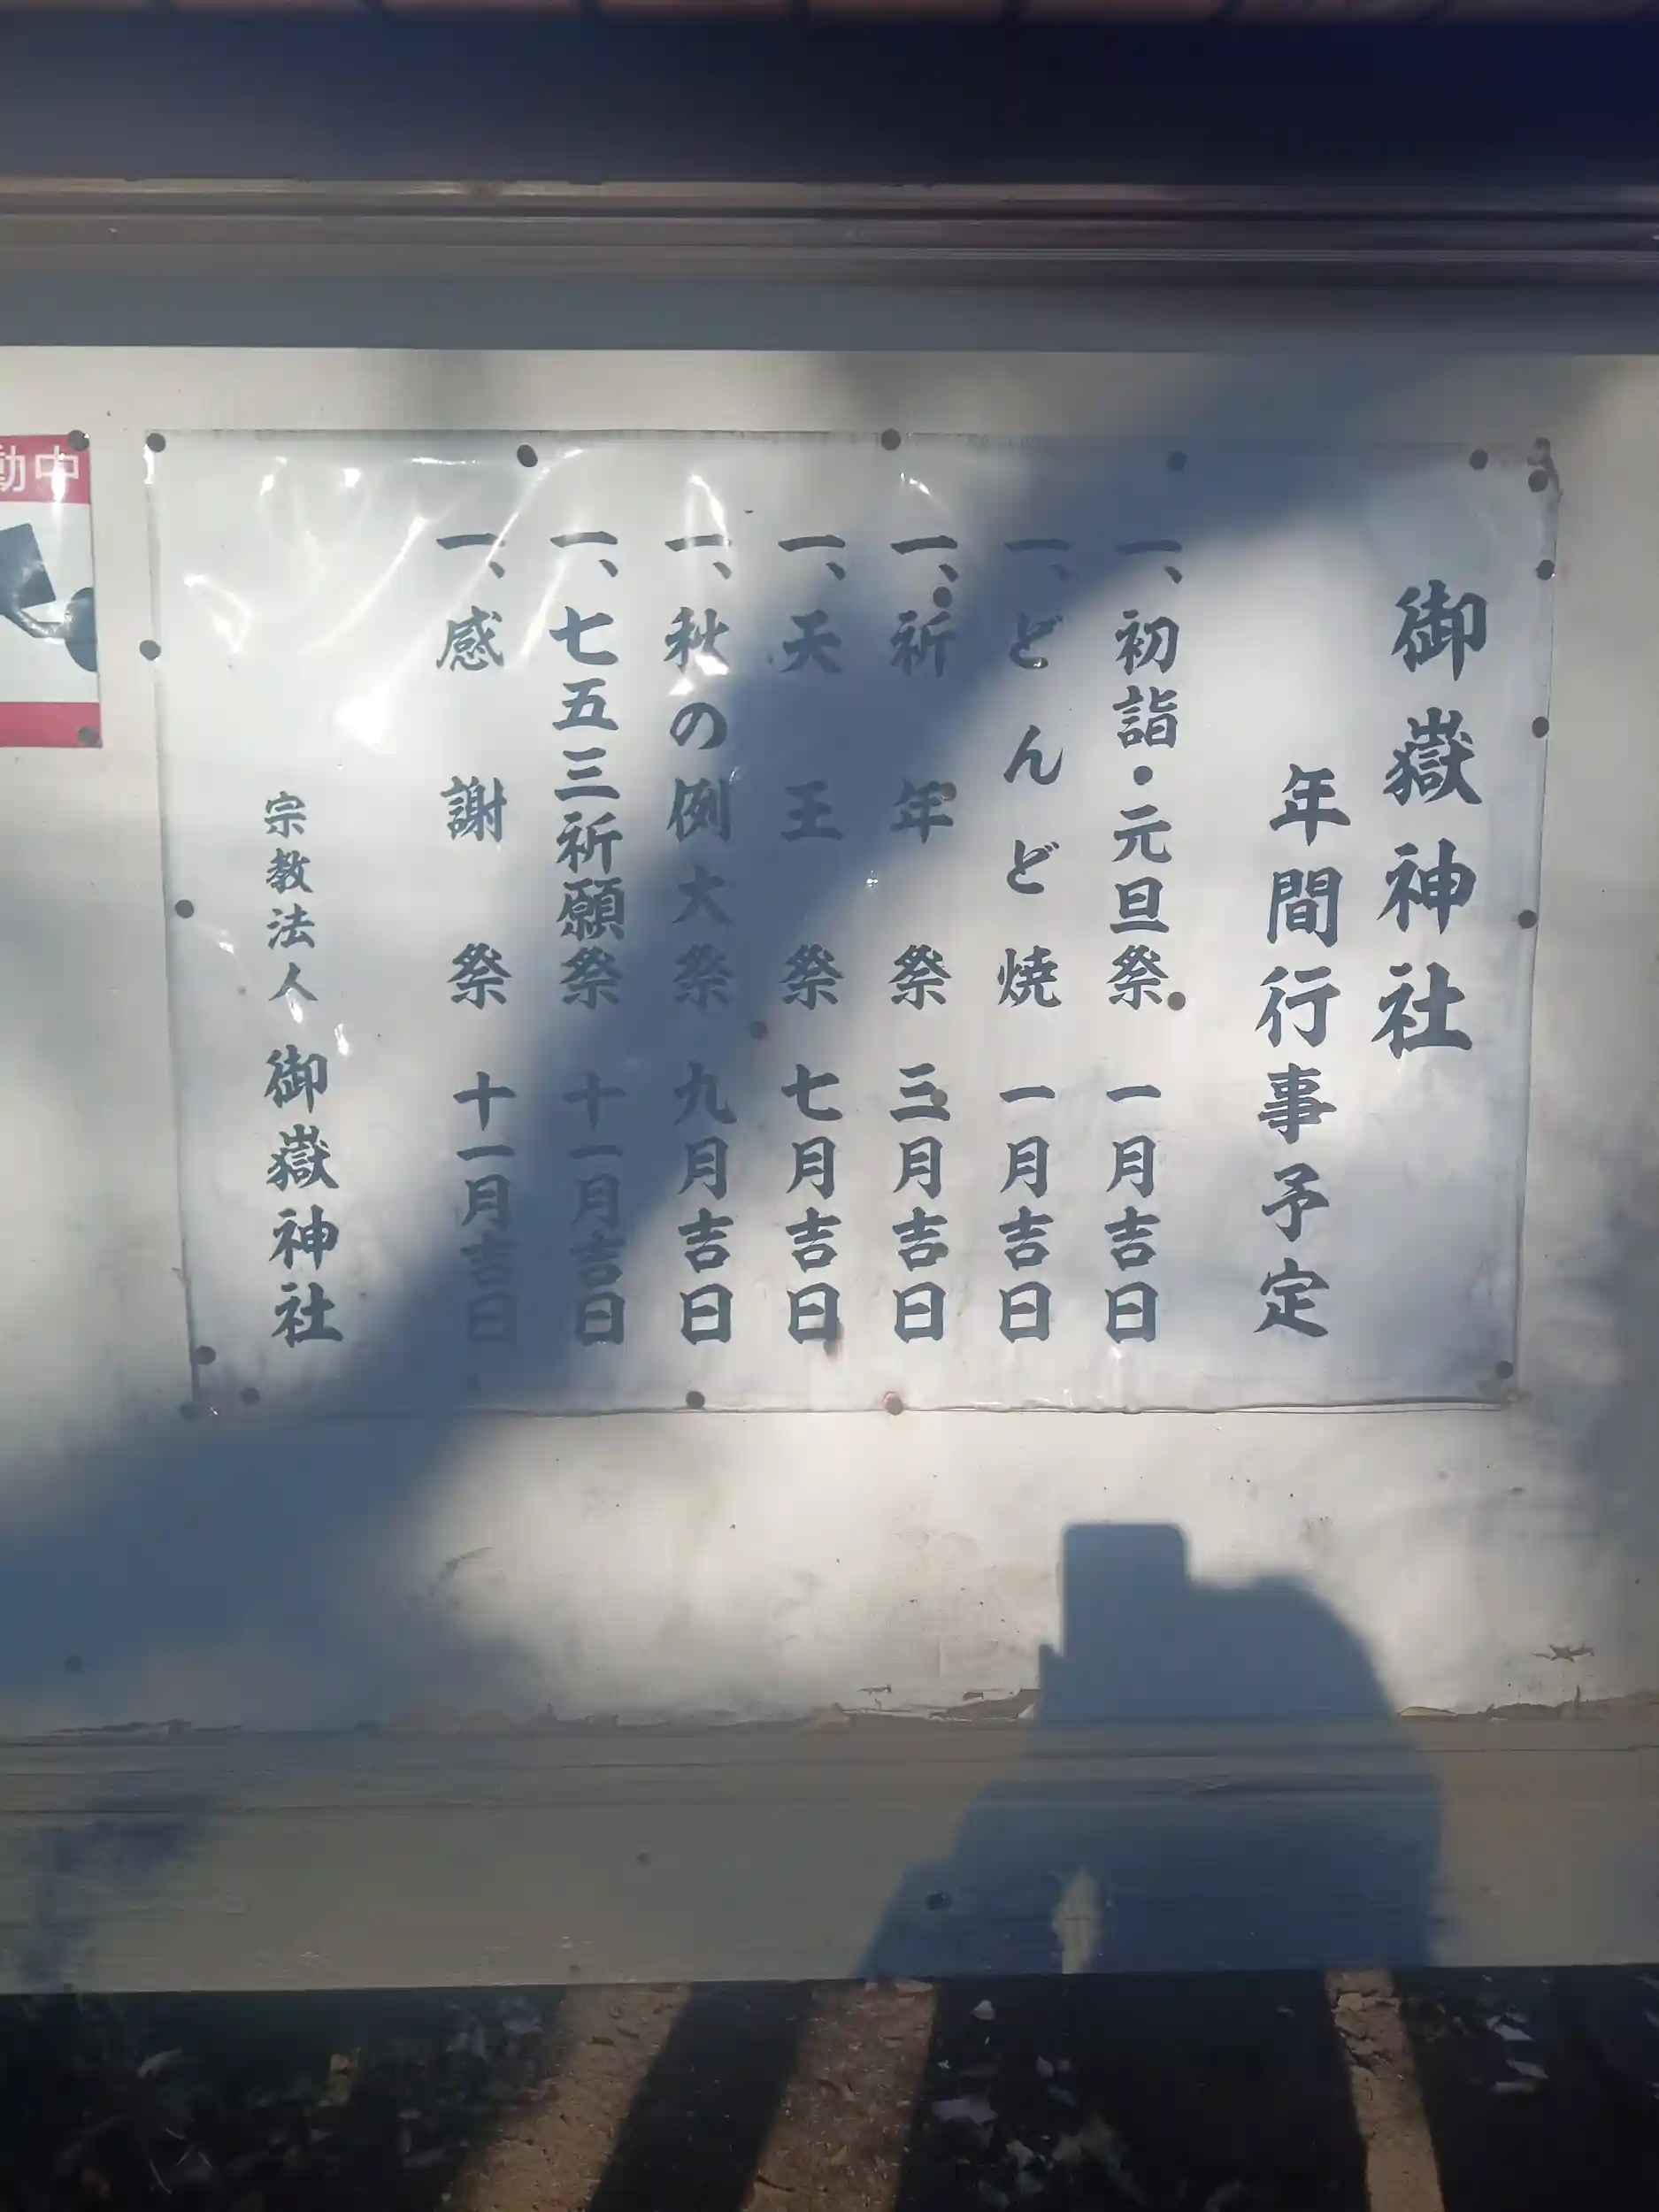 御嶽神社
年間行事予定
一、初詣・元旦祭 一月吉日
一、どんど焼 一月吉日
一、祈年祭 三月吉日
一、天王祭 七月吉日
一、秋の例大祭 九月吉日
一、七五三祈願祭 十一月吉日
一、感謝祭 十一月吉日
宗教法人 御嶽神社
動中